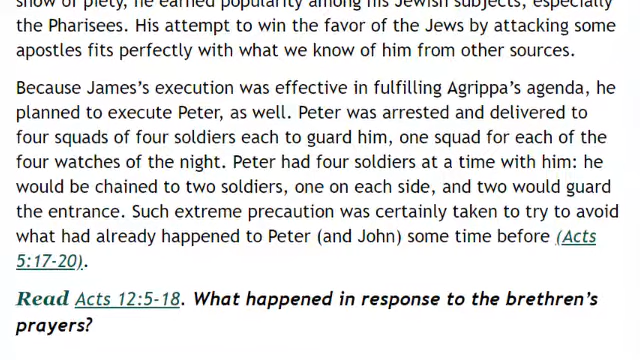 show of piety, he earned popularity among his Jewish subjects, especially
the Pharisees. His attempt to win the favor of the Jews by attacking some
apostles fits perfectly with what we know of him from other sources.
Because James’s execution was effective in fulfilling Agrippa’s agenda, he
planned to execute Peter, as well. Peter was arrested and delivered to
four squads of four soldiers each to guard him, one squad for each of the
four watches of the night. Peter had four soldiers at a time with him: he
would be chained to two soldiers, one on each side, and two would guard
the entrance. Such extreme precaution was certainly taken to try to avoid
what had already happened to Peter (and John) some time before (Acts
5:17-20).
Read Acts 12:5-18. What happened in response to the brethren’s
prayers?